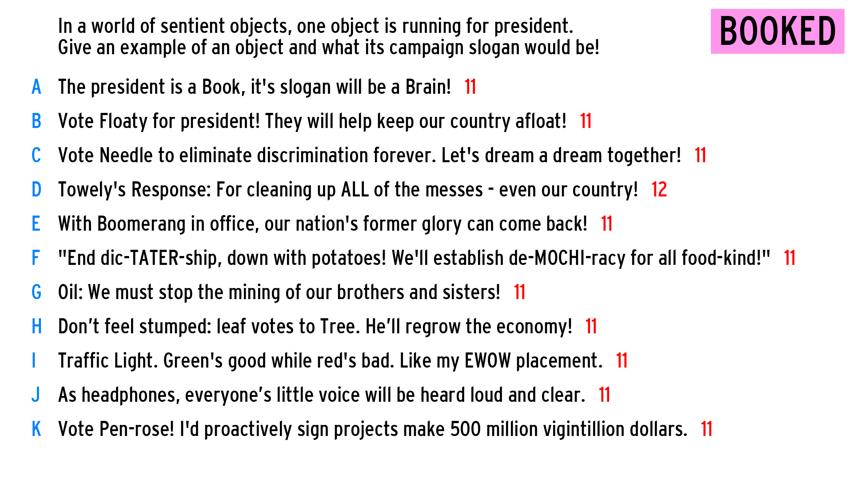 In a world of sentient objects, one object is running for president.
Give an example of an object and what its campaign slogan would be!
BOOKED
A The president is a Book, it's slogan will be a Brain! 11
B Vote Floaty for president! They will help keep our country afloat! 11
C Vote Needle to eliminate discrimination forever. Let's dream a dream together! 11
D Towely's Response: For cleaning up ALL of the messes - even our country! 12
E With Boomerang in office, our nation's former glory can come back! 11
F "End dic-TATER-ship, down with potatoes! We'll establish de-MOCHI-racy for all food-kind!" 11
G Oil: We must stop the mining of our brothers and sisters! 11
H Don’t feel stumped: leaf votes to Tree. He’ll regrow the economy! 11
I Traffic Light. Green's good while red's bad. Like my EWOW placement. 11
J As headphones, everyone’s little voice will be heard loud and clear. 11
K Vote Pen-rose! I'd proactively sign projects make 500 million vigintillion dollars. 11